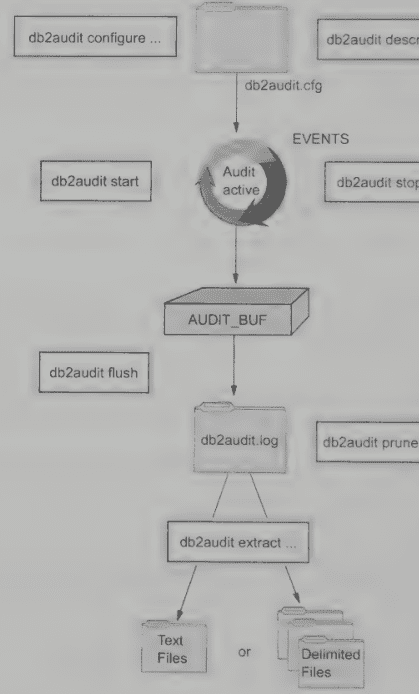 db2audit configure ...
db2audit descr
db2audit.cfg
EVENTS
Audit
active
db2audit start
db2audit stop
AUDIT_BUF
db2audit flush
db2audit.log
db2audit prune
db2audit extract ...
Text
Files
or
Delimited
Files